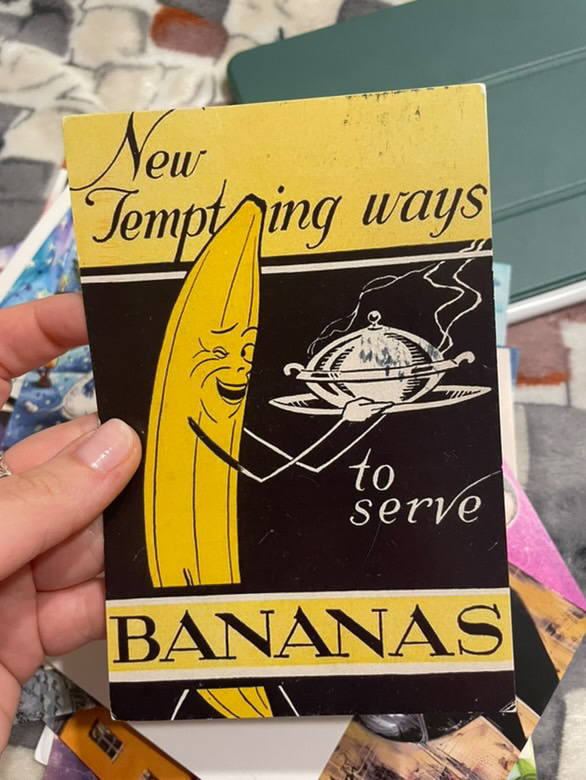 New
Tempting ways
to
serve
BANANAS